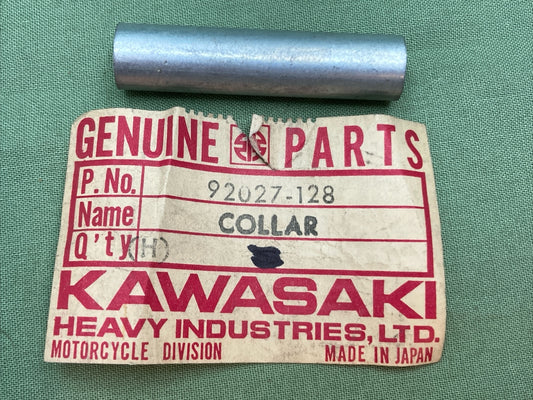 GENUINE PARTS
P. No. 92027-128
Name COLLAR
Q'ty (H)
KAWASAKI
HEAVY INDUSTRIES, LTD.
MOTORCYCLE DIVISION MADE IN JAPAN